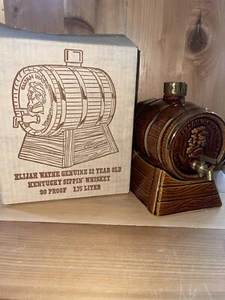 ELIJAH WAYNE GENUINE 12 YEAR OLD
KENTUCKY SIPPIN' WHISKEY
90 PROOF 1.75 LITER